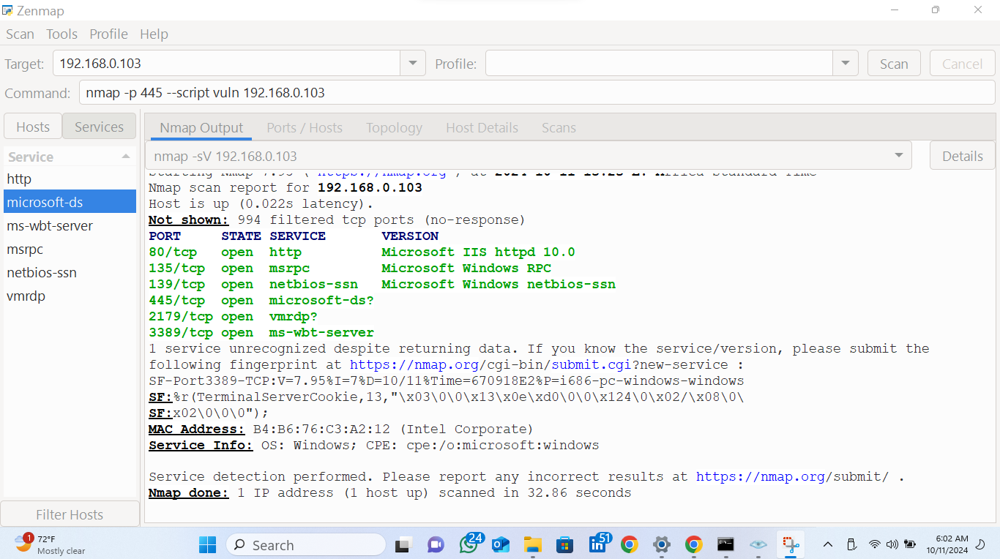 Zenmap
Scan Tools Profile Help
Target: 192.168.0.103 Profile: Scan Cancel
Command: nmap -p 445 --script vuln 192.168.0.103
Hosts Services
Nmap Output Ports / Hosts Topology Host Details Scans
nmap -sV 192.168.0.103 Details
Service
http
microsoft-ds
ms-wbt-server
msrpc
netbios-ssn
vmrdp
Filter Hosts
Nmap scan report for 192.168.0.103
Host is up (0.022s latency).
Not shown: 994 filtered tcp ports (no-response)
PORT STATE SERVICE VERSION
80/tcp open http Microsoft IIS httpd 10.0
135/tcp open msrpc Microsoft Windows RPC
139/tcp open netbios-ssn Microsoft Windows netbios-ssn
445/tcp open microsoft-ds?
2179/tcp open vmrdp?
3389/tcp open ms-wbt-server
1 service unrecognized despite returning data. If you know the service/version, please submit the
following fingerprint at https://nmap.org/cgi-bin/submit.cgi?new-service :
SF-Port3389-TCP:V=7.95%I=7%D=10/11%Time=670918E2%P=i686-pc-windows-windows
SF:%r(TerminalServerCookie,13,"\x03\0\0\x13\x0e\xd0\0\0\x124\0\x02/\x08\0\
SF:x02\0\0\0");
MAC Address: B4:B6:76:C3:A2:12 (Intel Corporate)
Service Info: OS: Windows; CPE: cpe:/o:microsoft:windows
Service detection performed. Please report any incorrect results at https://nmap.org/submit/ .
Nmap done: 1 IP address (1 host up) scanned in 32.86 seconds
1
72°F
Mostly clear
Search
24
51
6:02 AM
10/11/2024